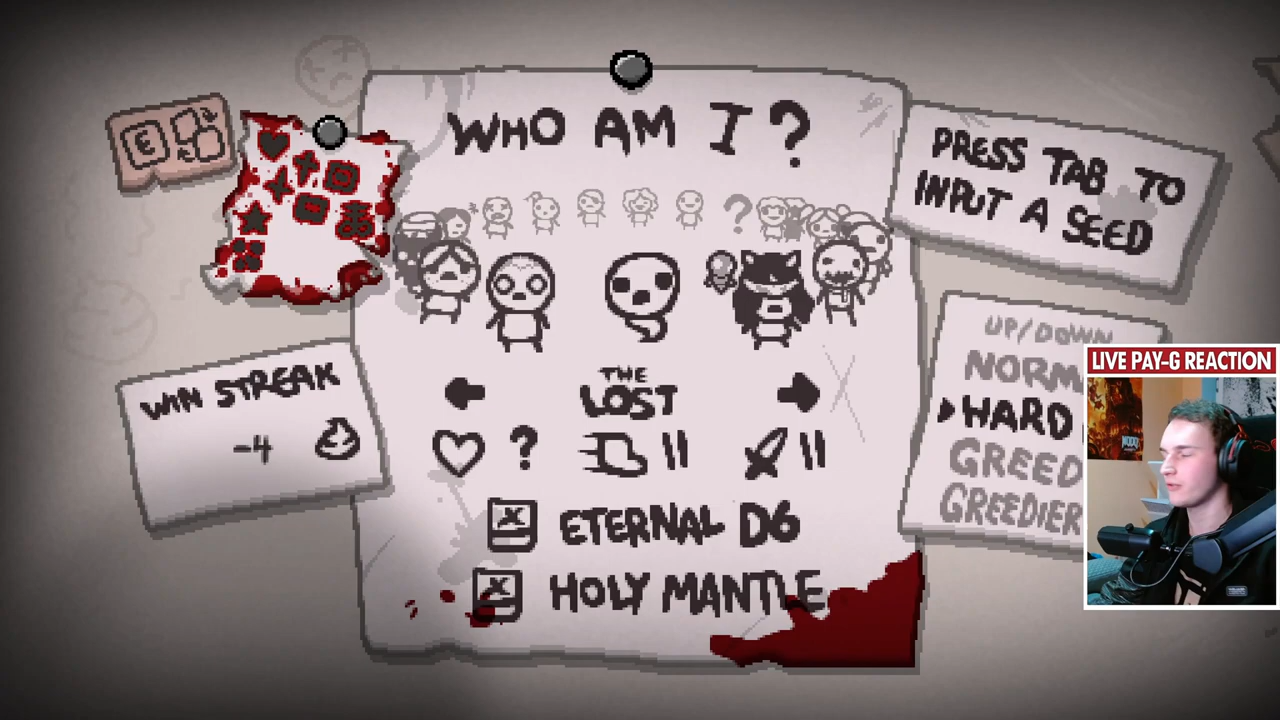 WHO AM I?
PRESS TAB TO
INPUT A SEED
WIN STREAK
-4
THE
LOST
?
ETERNAL D6
HOLY MANTLE
UP/DOWN
NORM
HARD
GREED
GREEDIER
LIVE PAY-G REACTION